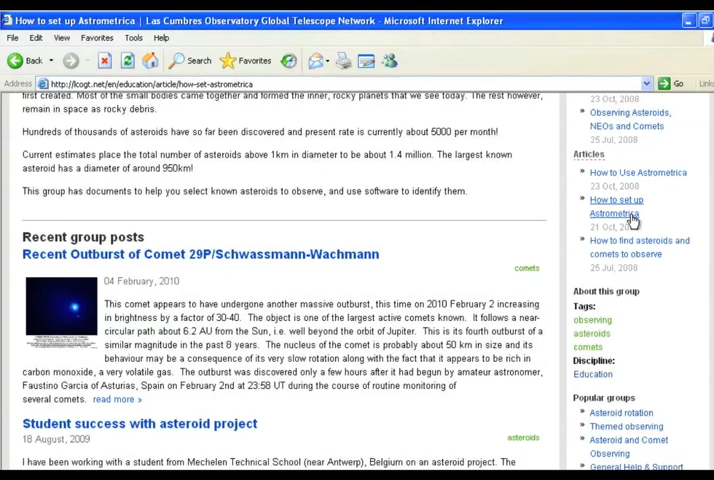 How to set up Astrometrica | Las Cumbres Observatory Global Telescope Network - Microsoft Internet Explorer
File Edit View Favorites Tools Help
Back Search Favorites
Address http://lcogt.net/en/education/article/how-set-astrometrica Go Links
first created. Most of the small bodies came together and formed the inner, rocky planets that we see today. The rest however,
remain in space as rocky debris.
Hundreds of thousands of asteroids have so far been discovered and present rate is currently about 5000 per month!
Current estimates place the total number of asteroids above 1km in diameter to be about 1.4 million. The largest known
asteroid has a diameter of around 950km!
This group has documents to help you select known asteroids to observe, and use software to identify them.
Recent group posts
Recent Outburst of Comet 29P/Schwassmann-Wachmann
comets
04 February, 2010
This comet appears to have undergone another massive outburst, this time on 2010 February 2 increasing
in brightness by a factor of 30-40. The object is one of the largest active comets known. It follows a near-
circular path about 6.2 AU from the Sun, i.e. well beyond the orbit of Jupiter. This is its fourth outburst of a
similar magnitude in the past 8 years. The nucleus of the comet is probably about 50 km in size and its
behaviour may be a consequence of its very slow rotation along with the fact that it appears to be rich in
carbon monoxide, a very volatile gas. The outburst was discovered only a few hours after it had begun by amateur astronomer,
Faustino Garcia of Asturias, Spain on February 2nd at 23:58 UT during the course of routine monitoring of
several comets. read more »
Student success with asteroid project
18 August, 2009
asteroids
I have been working with a student from Mechelen Technical School (near Antwerp), Belgium on an asteroid project. The
23 Oct, 2008
» Observing Asteroids,
NEOs and Comets
25 Jul, 2008
Articles
» How to Use Astrometrica
23 Oct, 2008
» How to set up
Astrometrica
21 Oct,
» How to find asteroids and
comets to observe
25 Jul, 2008
About this group
Tags:
observing
asteroids
comets
Discipline:
Education
Popular groups
» Asteroid rotation
» Themed observing
» Asteroid and Comet
Observing
» General Help & Support